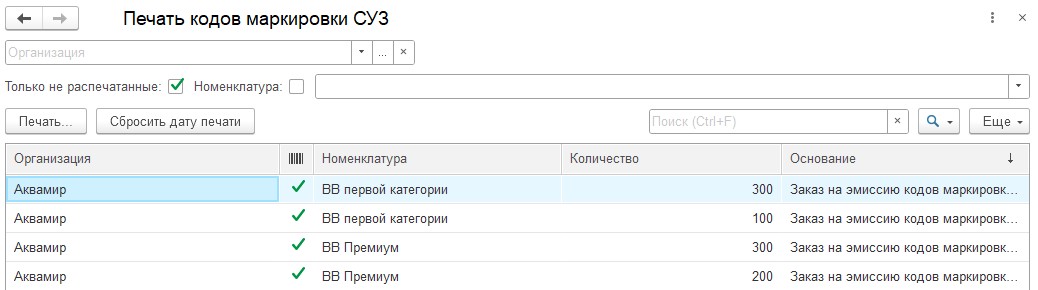 Печать кодов маркировки СУЗ
Организация
...
Только не распечатанные: Номенклатура:
Печать... Сбросить дату печати Поиск (Ctrl+F) Еще
Организация Номенклатура Количество Основание
Аквамир ВВ первой категории 300 Заказ на эмиссию кодов маркировк...
Аквамир ВВ первой категории 100 Заказ на эмиссию кодов маркировк...
Аквамир ВВ Премиум 300 Заказ на эмиссию кодов маркировк...
Аквамир ВВ Премиум 200 Заказ на эмиссию кодов маркировк...